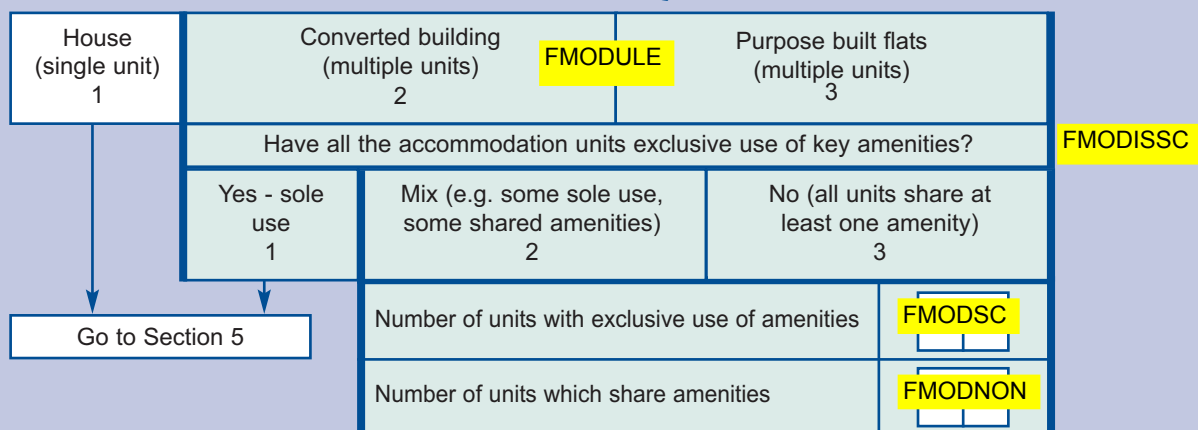 House
(single unit)
1
Converted building
(multiple units)
2
FMODULE
Purpose built flats
(multiple units)
3
Have all the accommodation units exclusive use of key amenities?
FMODISSC
Yes - sole
use
1
Mix (e.g. some sole use,
some shared amenities)
2
No (all units share at
least one amenity)
3
Go to Section 5
Number of units with exclusive use of amenities
FMODSC
Number of units which share amenities
FMODNON